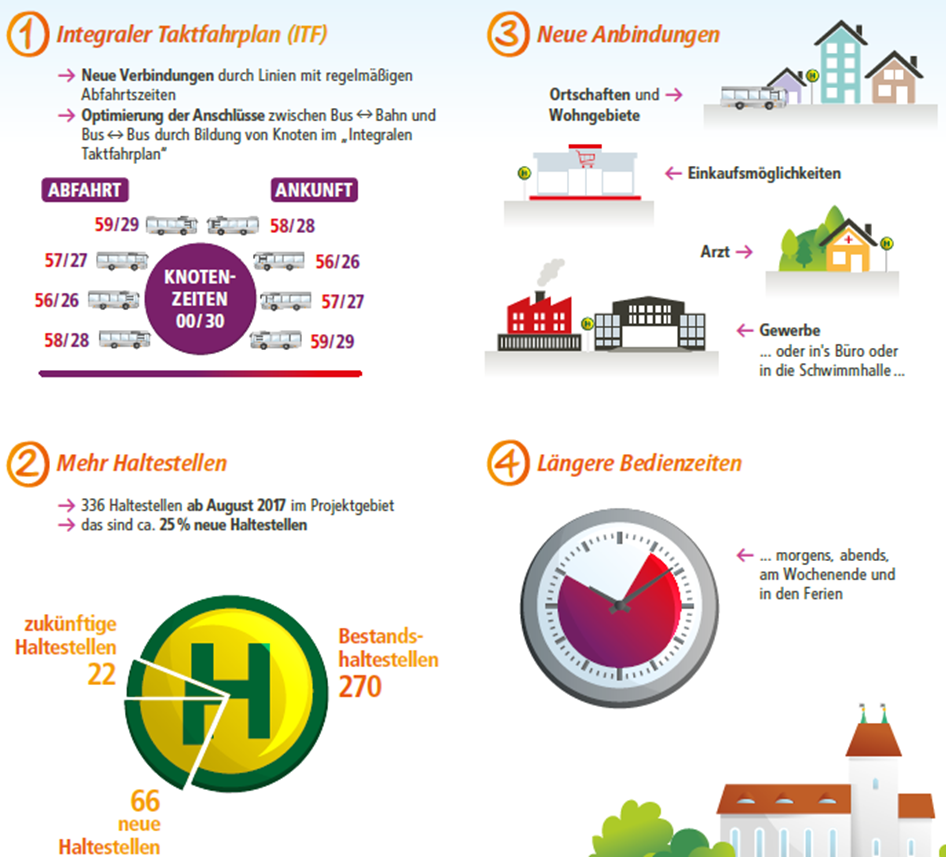 1 Integraler Taktfahrplan (ITF)
→ Neue Verbindungen durch Linien mit regelmäßigen
Abfahrtszeiten
→ Optimierung der Anschlüsse zwischen Bus ↔ Bahn und
Bus ↔ Bus durch Bildung von Knoten im „Integralen
Taktfahrplan“
ABFAHRT
ANKUNFT
59/29
58/28
57/27
56/26
56/26
57/27
58/28
59/29
KNOTEN-
ZEITEN
00/30
2 Mehr Haltestellen
→ 336 Haltestellen ab August 2017 im Projektgebiet
→ das sind ca. 25 % neue Haltestellen
zukünftige
Haltestellen
22
H
Bestands-
haltestellen
270
66
neue
Haltestellen
3 Neue Anbindungen
Ortschaften und →
Wohngebiete
H
← Einkaufsmöglichkeiten
H
Arzt →
H
← Gewerbe
... oder in's Büro oder
in die Schwimmhalle ...
H
4 Längere Bedienzeiten
← ... morgens, abends,
am Wochenende und
in den Ferien